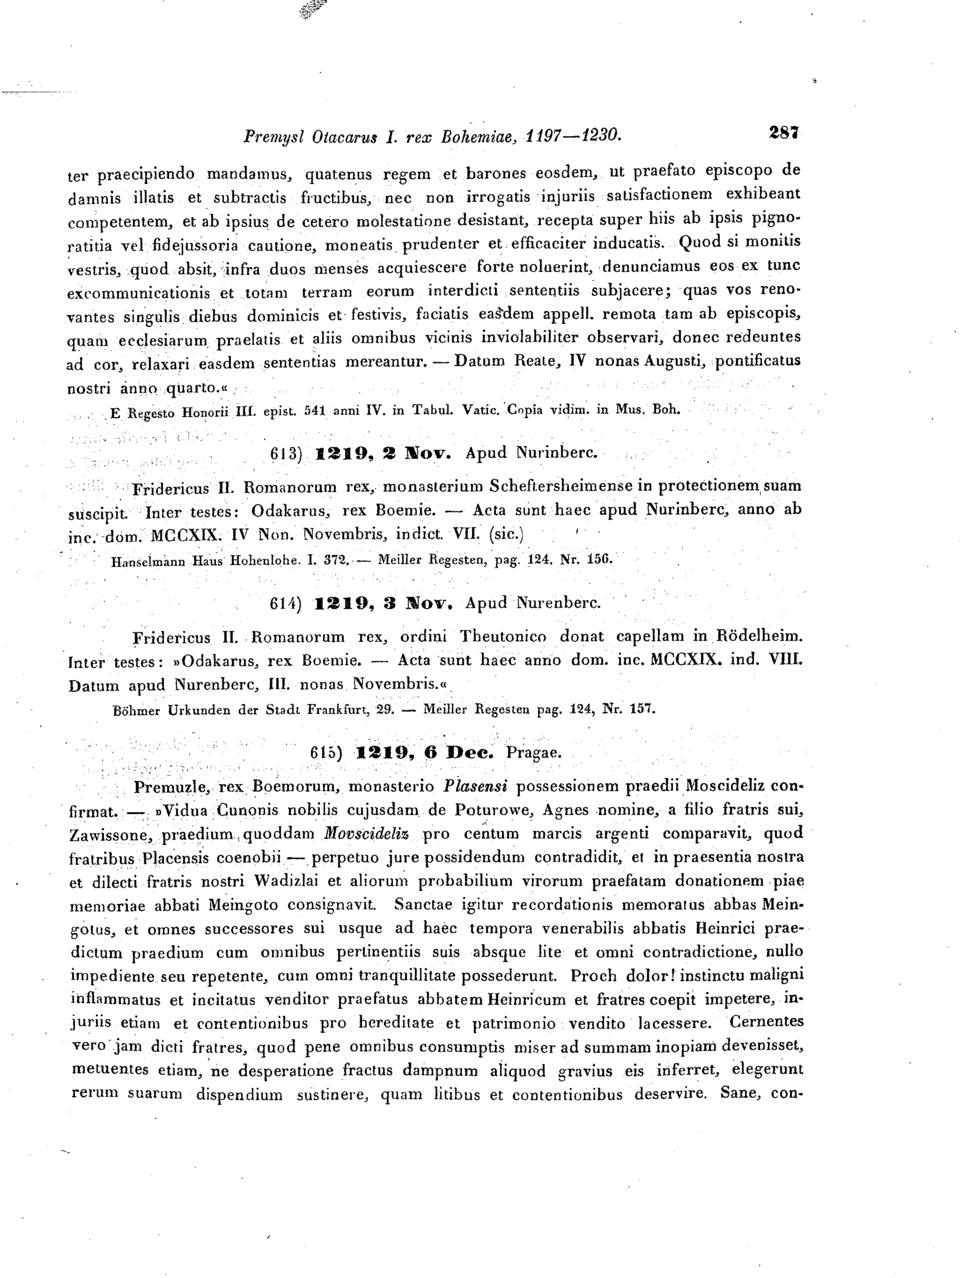 Premysl Otacarus I. rex Bohemiae, 1197—1230. 287
ter praecipiendo mandamus, quatenus regem et barones eosdem, ut praefato episcopo de
damnis illatis et subtractis fructibus, nec non irrogatis injuriis satisfactionem exhibeant
competentem, et ab ipsius de cetero molestatione desistant, recepta super hiis ab ipsis pigno-
ratitia vel fidejussoria cautione, moneatis prudenter et efficaciter inducatis. Quod si monitis
vestris, quod absit, infra duos menses acquiescere forte noluerint, denunciamus eos ex tunc
excommunicationis et totam terram eorum interdicti sententiis subjacere; quas vos reno-
vantes singulis diebus dominicis et festivis, faciatis easdem appell. remota tam ab episcopis,
quam ecclesiarum praelatis et aliis omnibus vicinis inviolabiliter observari, donec redeuntes
ad cor, relaxari easdem sententias mereantur. — Datum Reate, IV nonas Augusti, pontificatus
nostri anno quarto.«
E Regesto Honorii III. epist. 541 anni IV. in Tabul. Vatic. Copia vidim. in Mus. Boh.
613) 1219, 2 Nov. Apud Nurinberc.
Fridericus II. Romanorum rex, monasterium Scheftersheimense in protectionem suam
suscipit. Inter testes: Odakarus, rex Boemie. — Acta sunt haec apud Nurinberc, anno ab
inc. dom. MCCXIX. IV Non. Novembris, indict. VII. (sic.)
Hanselmann Haus Hohenlohe. I. 372. — Meiller Regesten, pag. 124. Nr. 156.
614) 1219, 3 Nov. Apud Nurenberc.
Fridericus II. Romanorum rex, ordini Theutonico donat capellam in Rödelheim.
Inter testes: »Odakarus, rex Boemie. — Acta sunt haec anno dom. inc. MCCXIX. ind. VIII.
Datum apud Nurenberc, III. nonas Novembris.«
Böhmer Urkunden der Stadt Frankfurt, 29. — Meiller Regesten pag. 124, Nr. 157.
615) 1219, 6 Dec. Pragae.
Premuzle, rex Boemorum, monasterio Plasensi possessionem praedii Moscideliz con-
firmat. — »Vidua Cunonis nobilis cujusdam de Poturowe, Agnes nomine, a filio fratris sui,
Zawissone, praedium quoddam Movscideliz pro centum marcis argenti comparavit, quod
fratribus Placensis coenobii — perpetuo jure possidendum contradidit, et in praesentia nostra
et dilecti fratris nostri Wadizlai et aliorum probabilium virorum praefatam donationem piae
memoriae abbati Meingoto consignavit. Sanctae igitur recordationis memoratus abbas Mein-
gotus, et omnes successores sui usque ad haec tempora venerabilis abbatis Heinrici prae-
dictum praedium cum omnibus pertinentiis suis absque lite et omni contradictione, nullo
impediente seu repetente, cum omni tranquillitate possederunt. Proch dolor! instinctu maligni
inflammatus et incitatus venditor praefatus abbatem Heinricum et fratres coepit impetere, in-
juriis etiam et contentionibus pro hereditate et patrimonio vendito lacessere. Cernentes
vero jam dicti fratres, quod pene omnibus consumptis miser ad summam inopiam devenisset,
metuentes etiam, ne desperatione fractus dampnum aliquod gravius eis inferret, elegerunt
rerum suarum dispendium sustinere, quam litibus et contentionibus deservire. Sane, con-